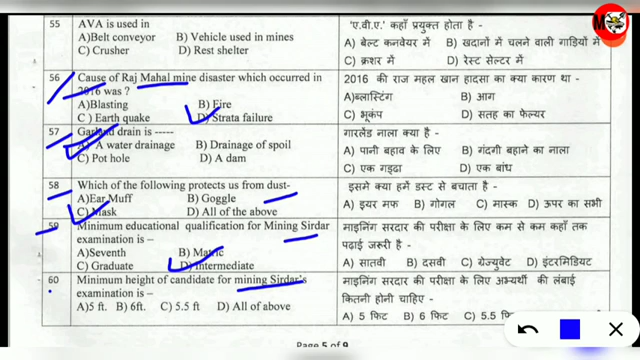 55 AVA is used in
A)Belt conveyor B) Vehicle used in mines
C) Crusher D) Rest shelter
'ए.वी.ए.' कहाँ प्रयुक्त होता है -
A) बेल्ट कनवेयर में B) खदानों में चलने वाली गाड़ियों में
C) क्रशर में D) रेस्ट सेल्टर में
56 Cause of Raj Mahal mine disaster which occurred in
2016 was ?
A)Blasting B) Fire
C ) Earth quake D) Strata failure
2016 की राज महल खान हादसा का क्या कारण था -
A)ब्लास्टिंग B) आग
C) भूकंप D) सतह का फेल्यर
57 Garland drain is -----
A) A water drainage B) Drainage of spoil
C) Pot hole D) A dam
गारलैंड नाला क्या है -
A) पानी बहाव के लिए B) गंदगी बहाने का नाला
C) एक गड्ढा D) एक बांध
58 Which of the following protects us from dust-
A)Ear Muff B) Goggle
C) Mask D) All of the above
इसमे क्या हमें डस्ट से बचाता है -
A) इयर मफ B) गोगल C) मास्क D) ऊपर का सभी
59 Minimum educational qualification for Mining Sirdar
examination is –
A)Seventh B) Matric
C) Graduate D) Intermediate
माइनिंग सरदार की परीक्षा के लिए कम से कम कहाँ तक
पढ़ाई जरूरी है -
A) सातवी B) दसवी C) ग्रेज्युवेट D) इंटरमिडियट
60 Minimum height of candidate for mining Sirdar's
examination is –
A)5 ft. B) 6ft. C) 5.5 ft D) All of above
माइनिंग सरदार की परीक्षा के लिए अभ्यर्थी की लंबाई
कितनी होनी चाहिए -
A) 5 फिट B) 6 फिट C) 5.5
Page 5 of 9